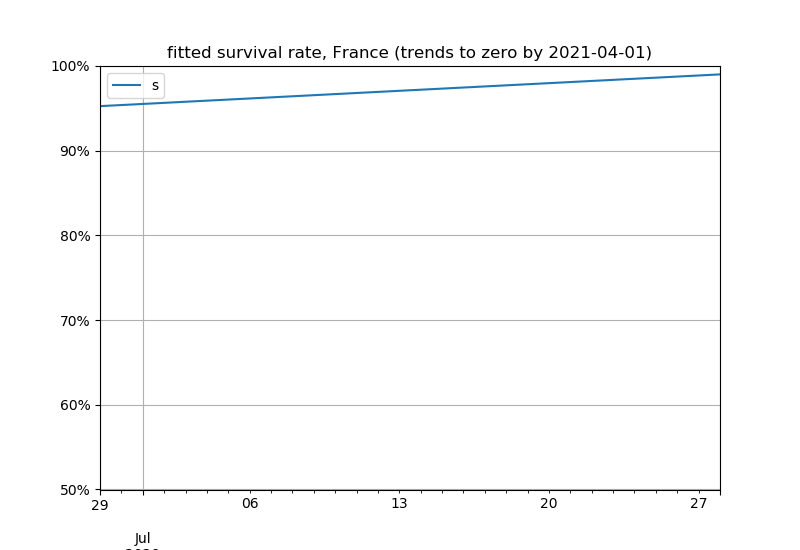 fitted survival rate, France (trends to zero by 2021-04-01)
100%
s
90%
80%
70%
60%
50%
29 06 13 20 27
Jul